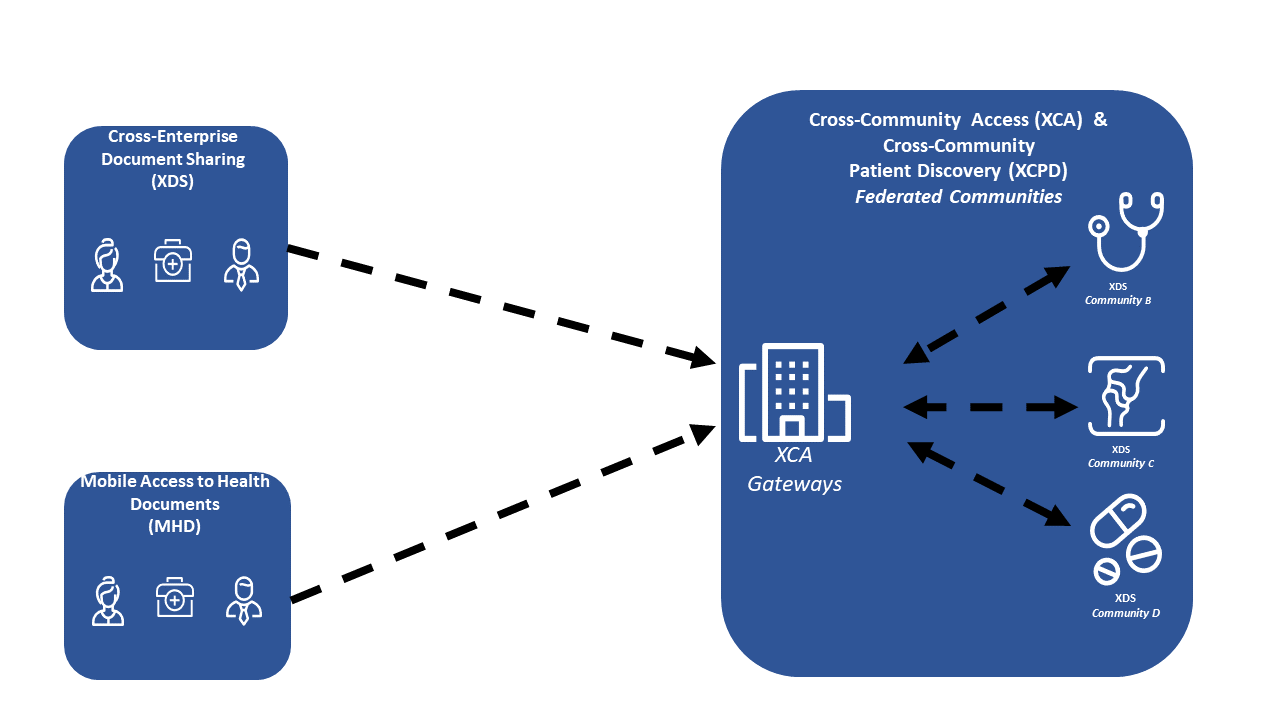 Cross-Enterprise
Document Sharing
(XDS)
Mobile Access to Health
Documents
(MHD)
Cross-Community Access (XCA) &
Cross-Community
Patient Discovery (XCPD)
Federated Communities
XCA
Gateways
XDS
Community B
XDS
Community C
XDS
Community D